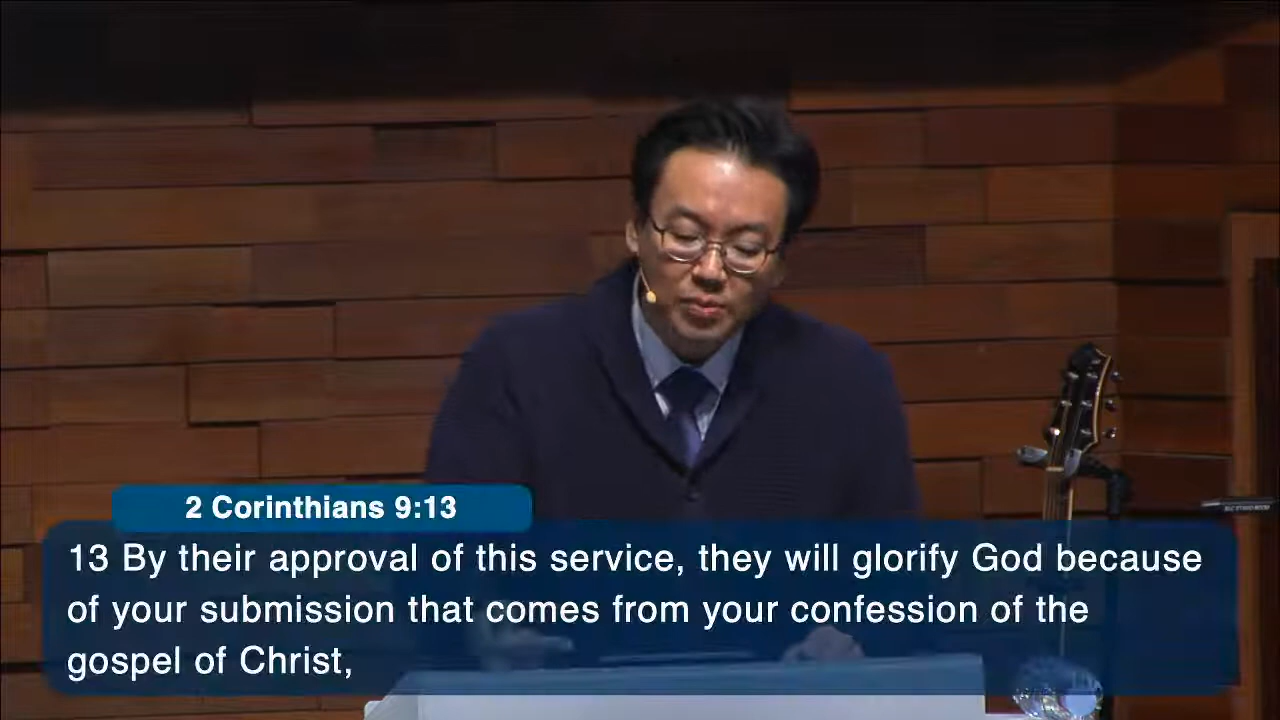 2 Corinthians 9:13
13 By their approval of this service, they will glorify God because
of your submission that comes from your confession of the
gospel of Christ,